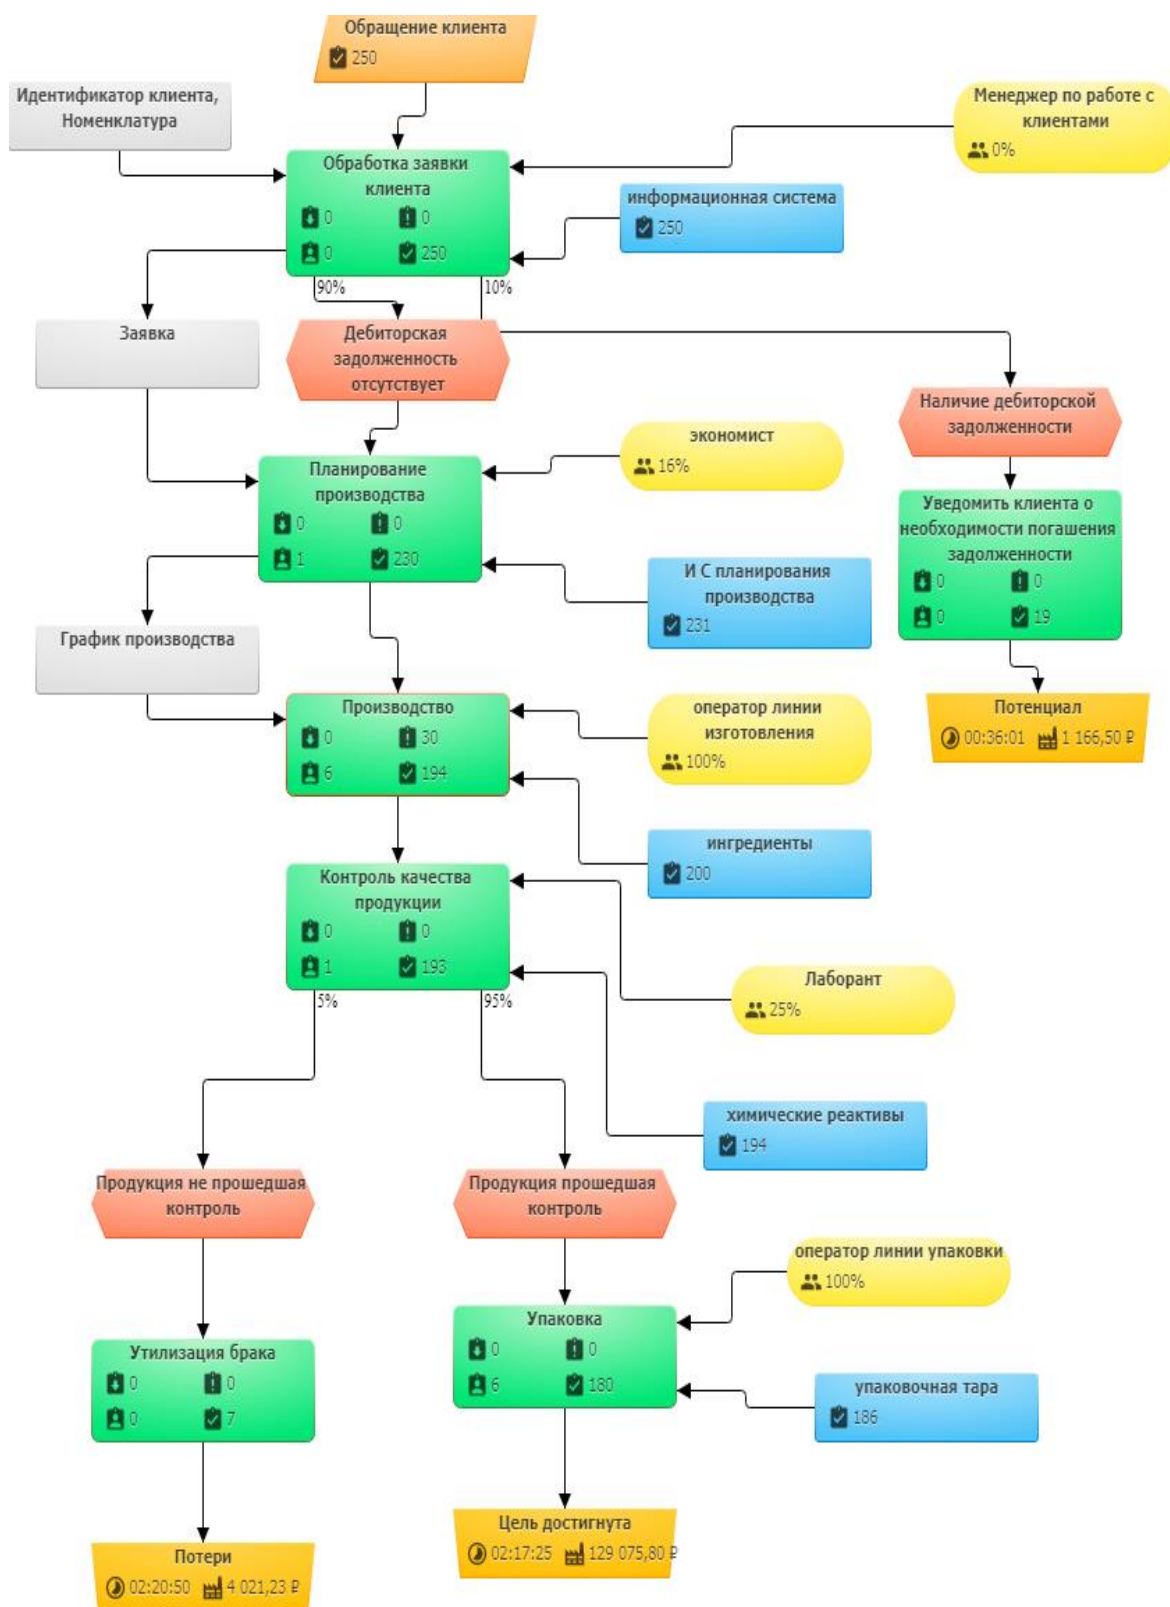 Обращение клиента
250
Идентификатор клиента,
Номенклатура
Менеджер по работе с
клиентами
0%
Обработка заявки
клиента
0 0
0 250
информационная система
250
90%
10%
Заявка
Дебиторская
задолженность
отсутствует
Наличие дебиторской
задолженности
экономист
16%
Планирование
производства
0 0
1 230
Уведомить клиента о
необходимости погашения
задолженности
0 0
0 19
И С планирования
производства
231
График производства
Потенциал
00:36:01 1 166,50 ₽
Производство
0 30
6 194
оператор линии
изготовления
100%
ингредиенты
200
Контроль качества
продукции
0 0
1 193
5%
95%
Лаборант
25%
химические реактивы
194
Продукция не прошедшая
контроль
Продукция прошедшая
контроль
оператор линии упаковки
100%
Упаковка
0 0
6 180
Утилизация брака
0 0
0 7
упаковочная тара
186
Цель достигнута
02:17:25 129 075,80 ₽
Потери
02:20:50 4 021,23 ₽